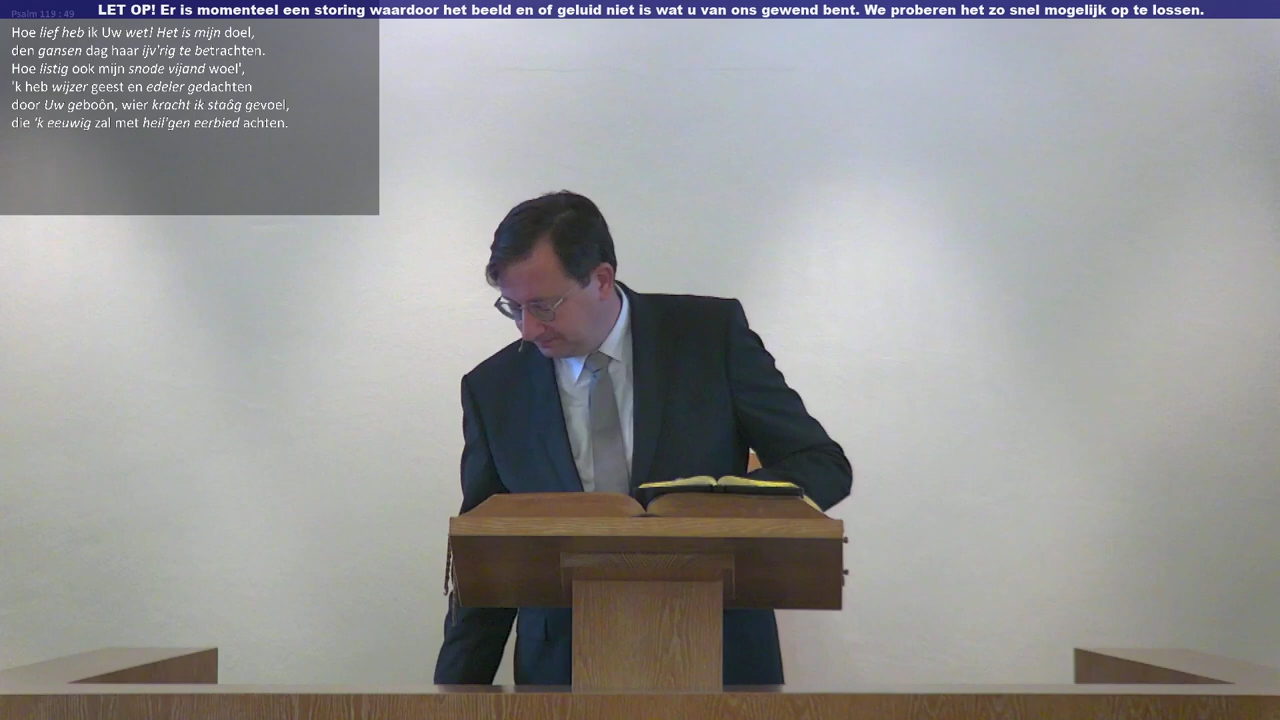 LET OP! Er is momenteel een storing waardoor het beeld en of geluid niet is wat u van ons gewend bent. We proberen het zo snel mogelijk op te lossen.
Psalm 119 : 49
Hoe lief heb ik Uw wet! Het is mijn doel,
den gansen dag haar ijv'rig te betrachten.
Hoe listig ook mijn snode vijand woel',
'k heb wijzer geest en edeler gedachten
door Uw geboôn, wier kracht ik staâg gevoel,
die 'k eeuwig zal met heil'gen eerbied achten.